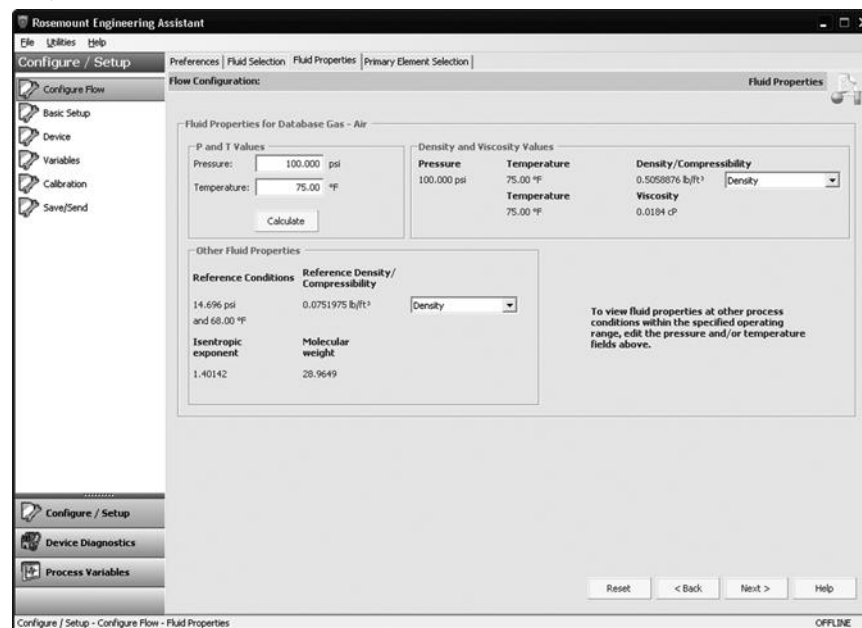 Rosemount Engineering Assistant
File Utilities Help
Configure / Setup
Preferences Fluid Selection Fluid Properties Primary Element Selection
Flow Configuration: Fluid Properties
Configure Flow
Basic Setup
Device
Variables
Calibration
Save/Send
Fluid Properties for Database Gas - Air
P and T Values
Pressure: 100.000 psi
Temperature: 75.00 °F
Calculate
Density and Viscosity Values
Pressure Temperature Density/Compressibility
100.000 psi 75.00 °F 0.5058876 lb/ft³ Density
Temperature Viscosity
75.00 °F 0.0184 cP
Other Fluid Properties
Reference Conditions Reference Density/
Compressibility
14.696 psi 0.0751975 lb/ft³ Density
and 68.00 °F
Isentropic Molecular
exponent weight
1.40142 28.9649
To view fluid properties at other process
conditions within the specified operating
range, edit the pressure and/or temperature
fields above.
Configure / Setup
Device Diagnostics
Process Variables
Reset < Back Next > Help
Configure / Setup - Configure Flow - Fluid Properties OFFLINE